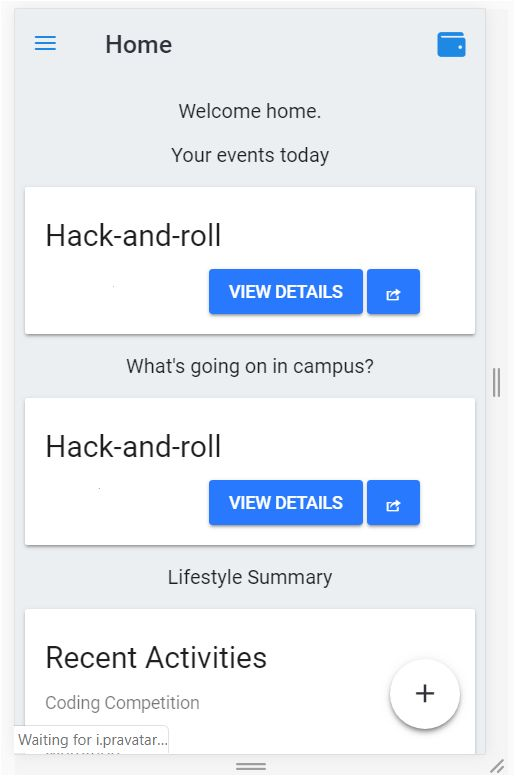 Home
Welcome home.
Your events today
Hack-and-roll
VIEW DETAILS
What's going on in campus?
Hack-and-roll
VIEW DETAILS
Lifestyle Summary
Recent Activities
Coding Competition
Waiting for i.pravatar...